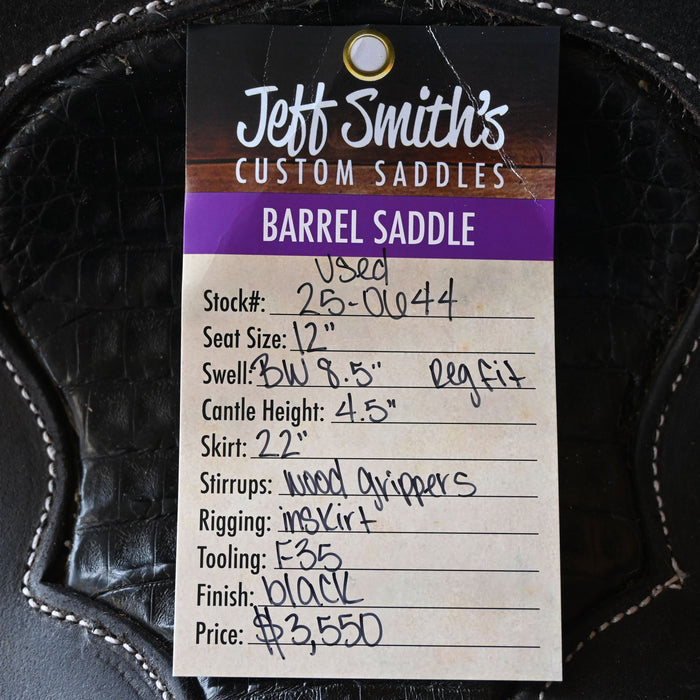 Jeff Smith's
CUSTOM SADDLES
BARREL SADDLE
used
Stock#: 25-0644
Seat Size: 12"
Swell: BW 8.5" Reg fit
Cantle Height: 4.5"
Skirt: 22"
Stirrups: wood grippers
Rigging: inskirt
Tooling: F35
Finish: black
Price: $3,550